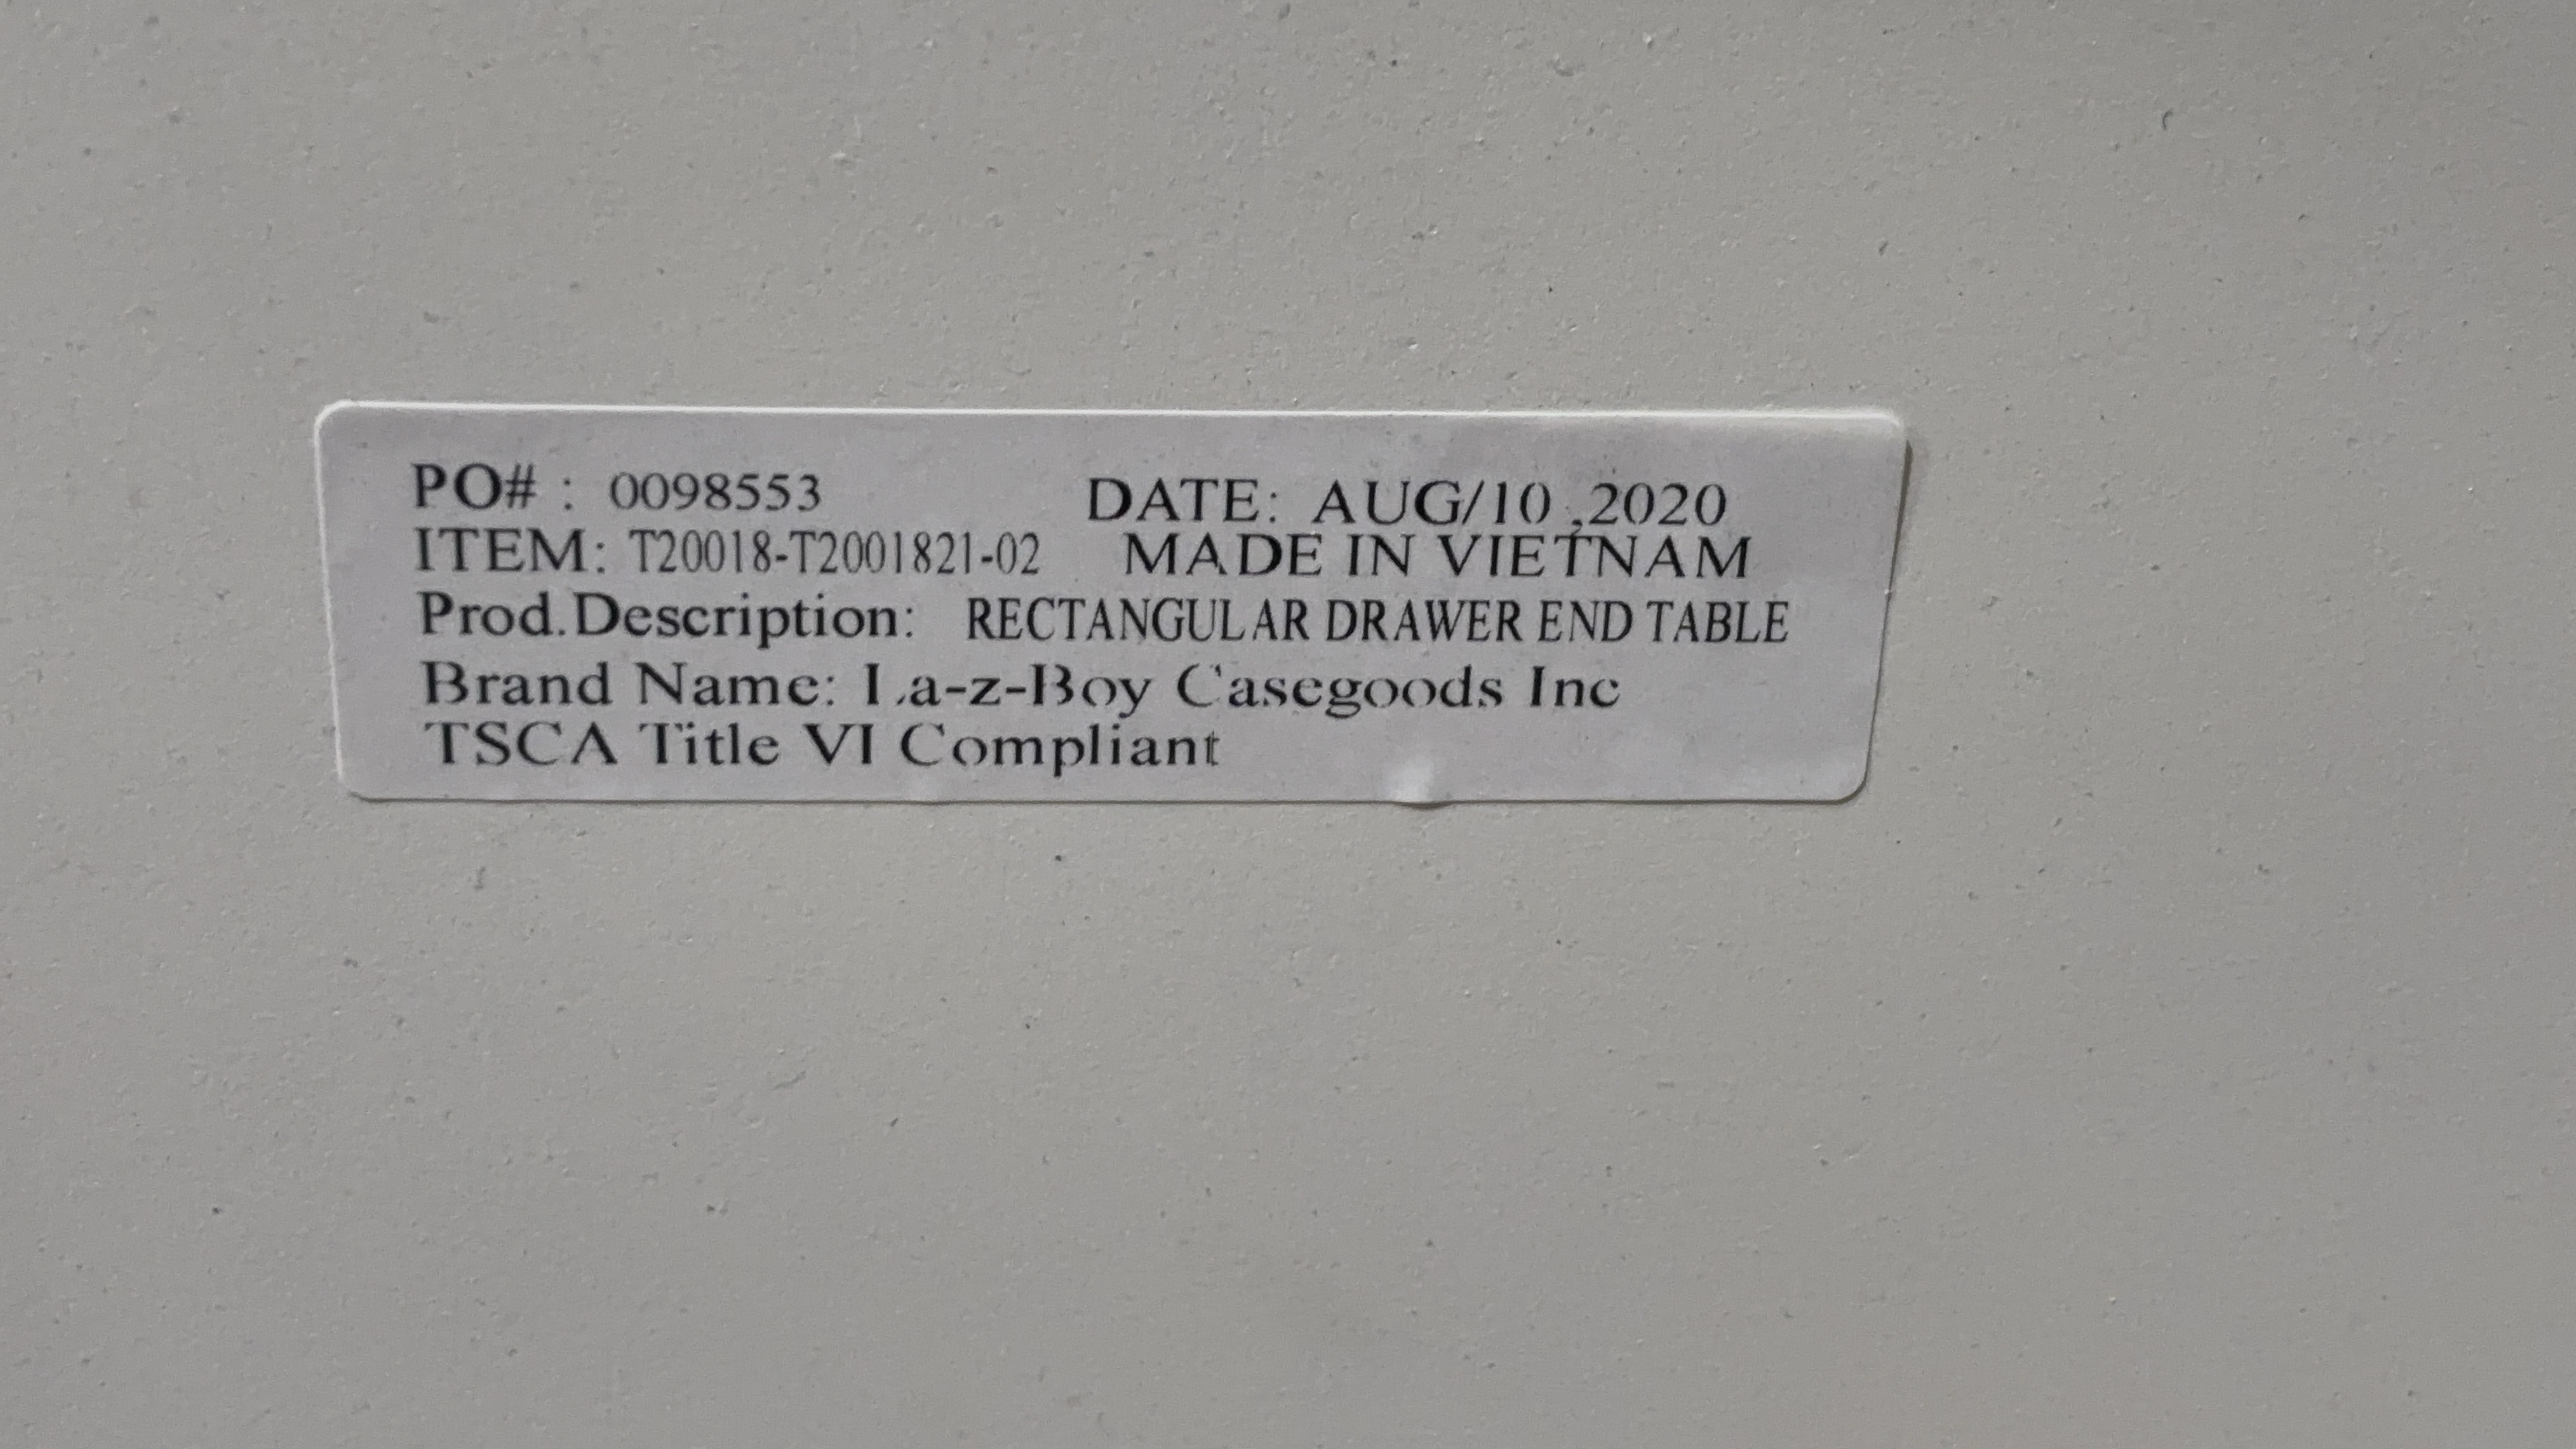 PO# : 0098553 DATE: AUG/10 ,2020
ITEM: T20018-T2001821-02 MADE IN VIETNAM
Prod.Description: RECTANGULAR DRAWER END TABLE
Brand Name: La-z-Boy Casegoods Inc
TSCA Title VI Compliant